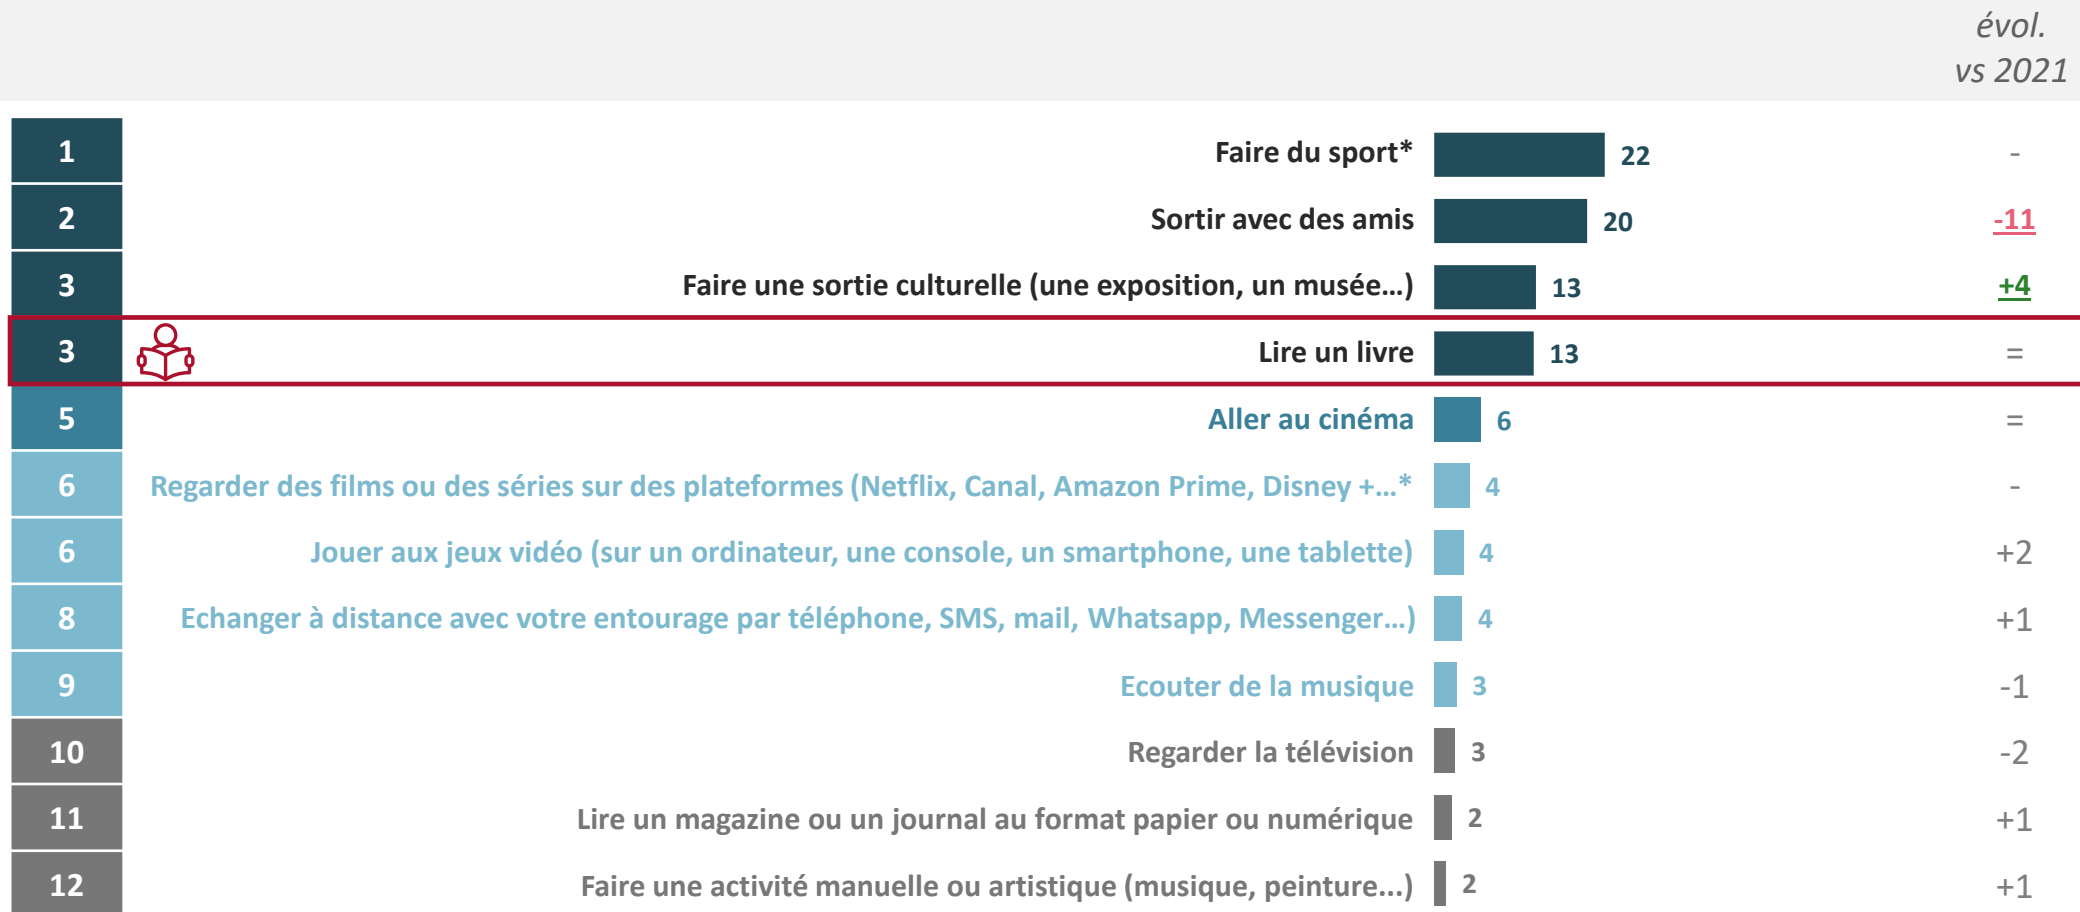 évol.
vs 2021
1 Faire du sport* 22 -
2 Sortir avec des amis 20 -11
3 Faire une sortie culturelle (une exposition, un musée…) 13 +4
3 Lire un livre 13 =
5 Aller au cinéma 6 =
6 Regarder des films ou des séries sur des plateformes (Netflix, Canal, Amazon Prime, Disney +…* 4 -
6 Jouer aux jeux vidéo (sur un ordinateur, une console, un smartphone, une tablette) 4 +2
8 Echanger à distance avec votre entourage par téléphone, SMS, mail, Whatsapp, Messenger…) 4 +1
9 Ecouter de la musique 3 -1
10 Regarder la télévision 3 -2
11 Lire un magazine ou un journal au format papier ou numérique 2 +1
12 Faire une activité manuelle ou artistique (musique, peinture...) 2 +1